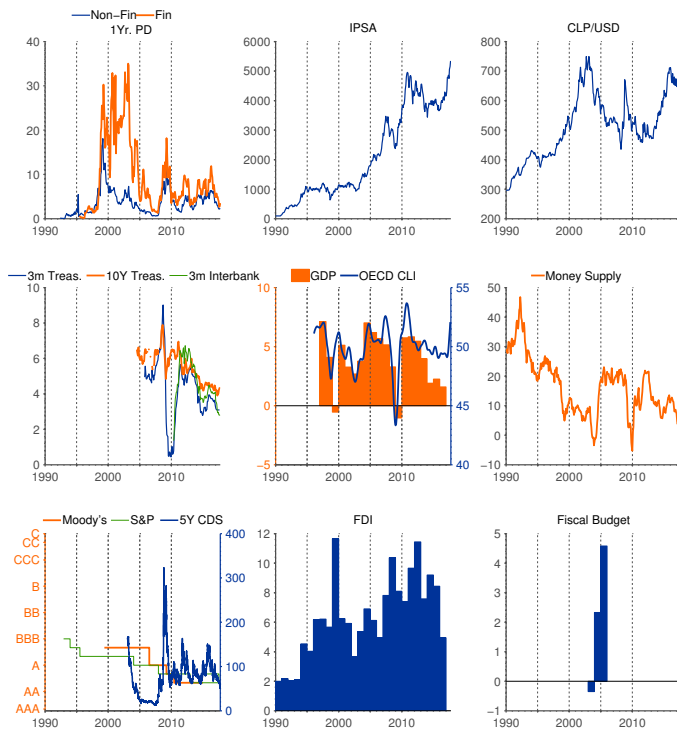 Non-Fin Fin
1Yr. PD
40
30
20
10
0
1990 2000 2010
IPSA
6000
5000
4000
3000
2000
1000
0
1990 2000 2010
CLP/USD
800
700
600
500
400
300
200
1990 2000 2010
3m Treas. 10Y Treas. 3m Interbank
10
8
6
4
2
0
1990 2000 2010
GDP OECD CLI
10 55
5 50
0 45
-5 40
1990 2000 2010
Money Supply
50
40
30
20
10
0
-10
1990 2000 2010
Moody's S&P 5Y CDS
C 400
CC
CCC
300
B
BB 200
BBB
100
A
AA
AAA 0
1990 2000 2010
FDI
12
10
8
6
4
2
0
1990 2000 2010
Fiscal Budget
5
4
3
2
1
0
-1
1990 2000 2010